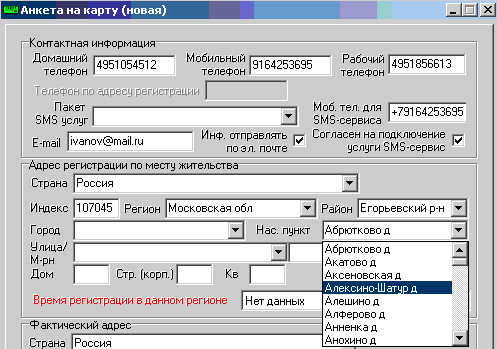 Анкета на карту (новая)
Контактная информация
Домашний телефон 4951054512 Мобильный телефон 9164253695 Рабочий телефон 4951856613
Телефон по адресу регистрации
Пакет SMS услуг Моб. тел. для SMS-сервиса +79164253695
E-mail ivanov@mail.ru Инф. отправлять по эл. почте Согласен на подключение услуги SMS-сервис
Адрес регистрации по месту жительства
Страна Россия
Индекс 107045 Регион Московская обл Район Егорьевский р-н
Город Нас. пункт Абрютково д
Улица/М-рн
Дом Стр. (корп.) Кв
Абрютково д
Акатово д
Аксеновская д
Алексино-Шатур д
Алешино д
Алферово д
Анненка д
Анохино д
Время регистрации в данном регионе Нет данных
Фактический адрес
Страна Россия